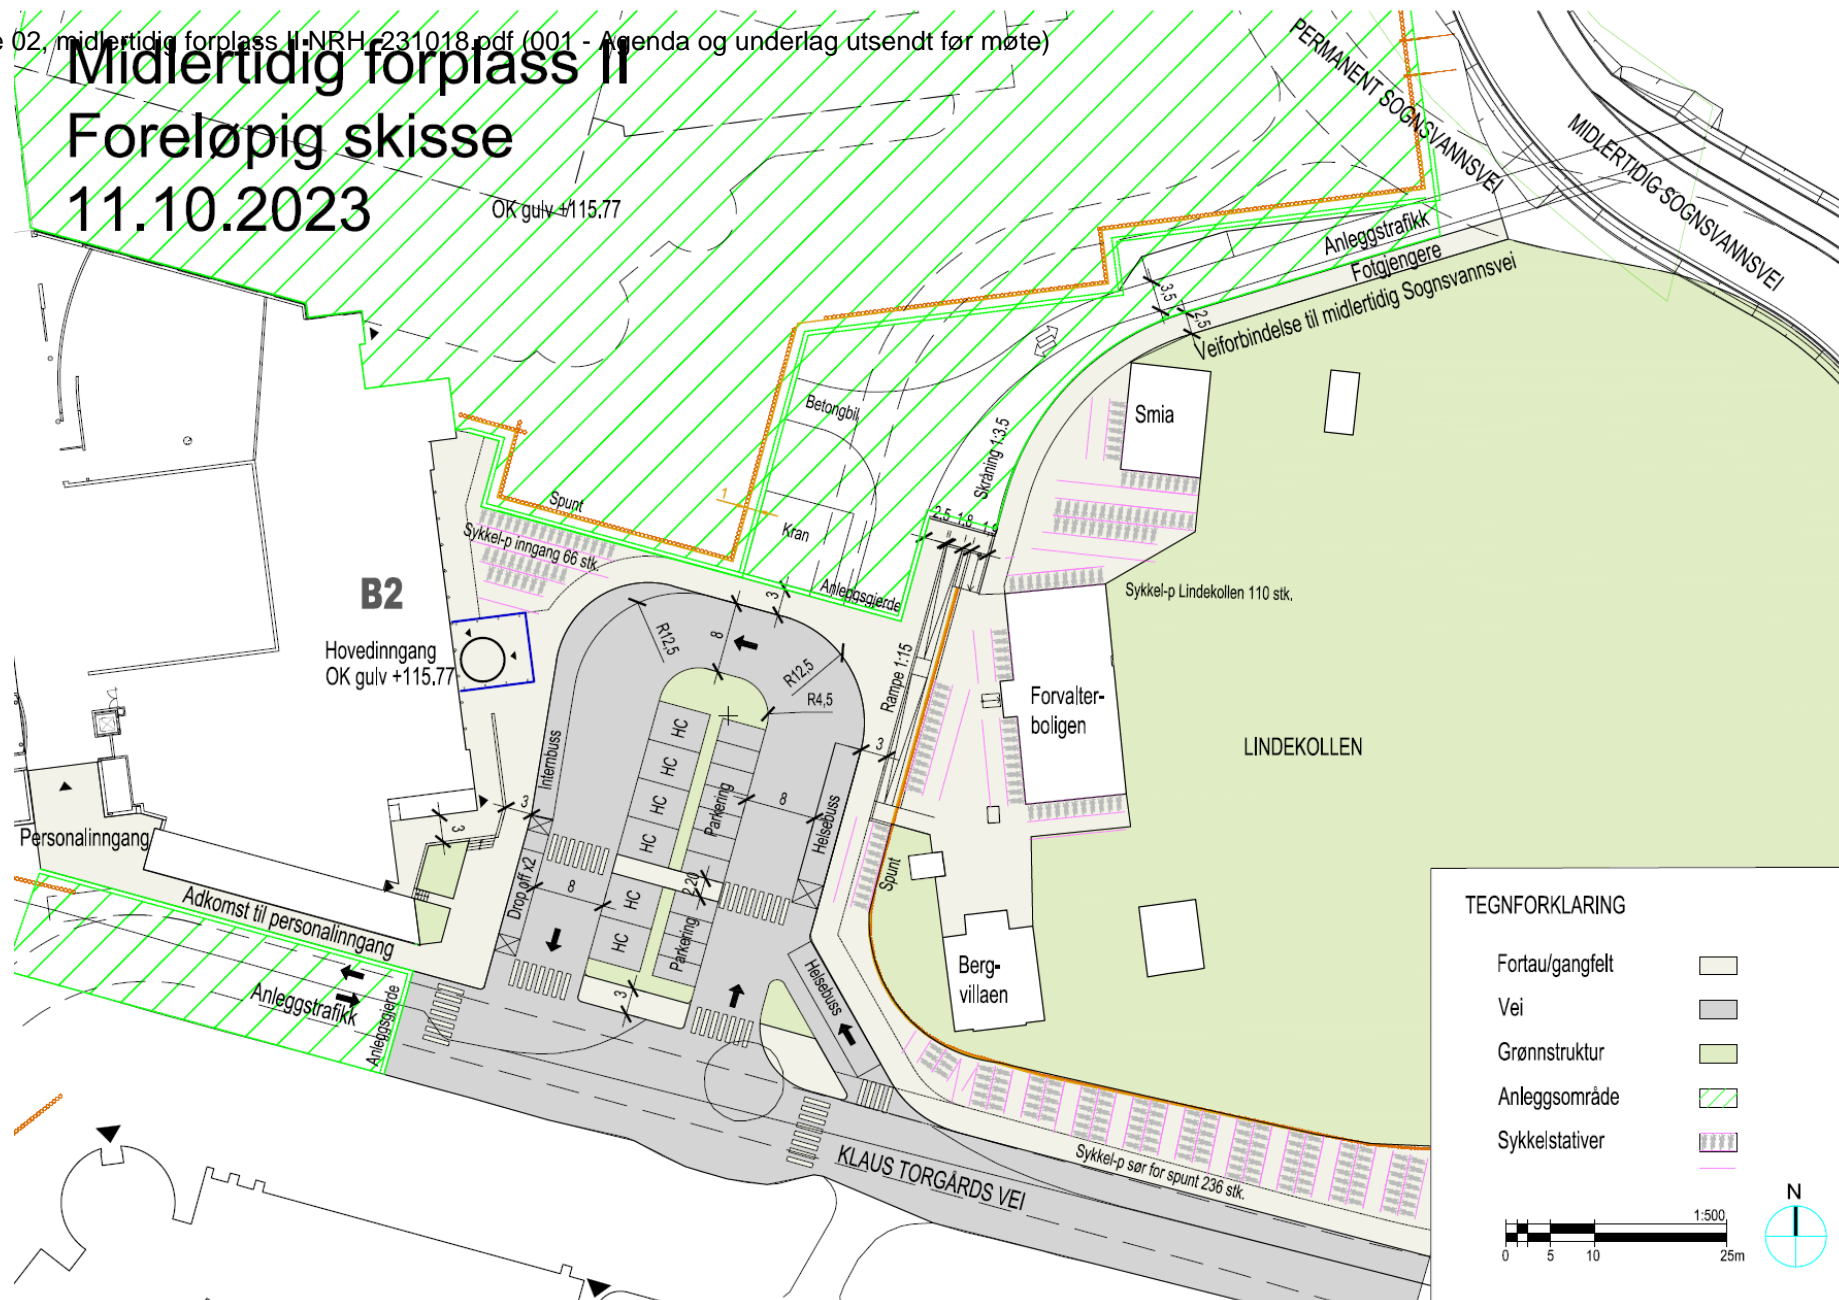 e 02, midlertidig forplass II NRH_231018.pdf (001 - Agenda og underlag utsendt før møte)
Midlertidig forplass II
Foreløpig skisse
11.10.2023
OK gulv +115.77
PERMANENT SOGNSVANNSVEI
MIDLERTIDIG SOGNSVANNSVEI
Anleggstrafikk
Fotgjengere
Veiforbindelse til midlertidig Sognsvannsvei
3,5
2,5
Betongbil
Smia
Skråning 1:3.5
1
Spunt
Kran
2,5
1,8
1,8
Sykkel-p inngang 66 stk.
Anleggsgjerde
B2
Sykkel-p Lindekollen 110 stk.
Hovedinngang
OK gulv +115.77
3
8
R12,5
R12,5
R4,5
Rampe 1:15
Forvalter-
boligen
LINDEKOLLEN
HC
HC
HC
HC
HC
HC
Internbuss
Parkering
8
3
Helsebuss
3
3
Personalinngang
Spunt
Drop off x2
8
2,20
Parkering
Adkomst til personalinngang
Anleggstrafikk
Anleggsgjerde
3
Helsebuss
Berg-
villaen
KLAUS TORGÅRDS VEI
Sykkel-p sør for spunt 236 stk.
TEGNFORKLARING
Fortau/gangfelt
Vei
Grønnstruktur
Anleggsområde
Sykkelstativer
N
1:500
0 5 10 25m